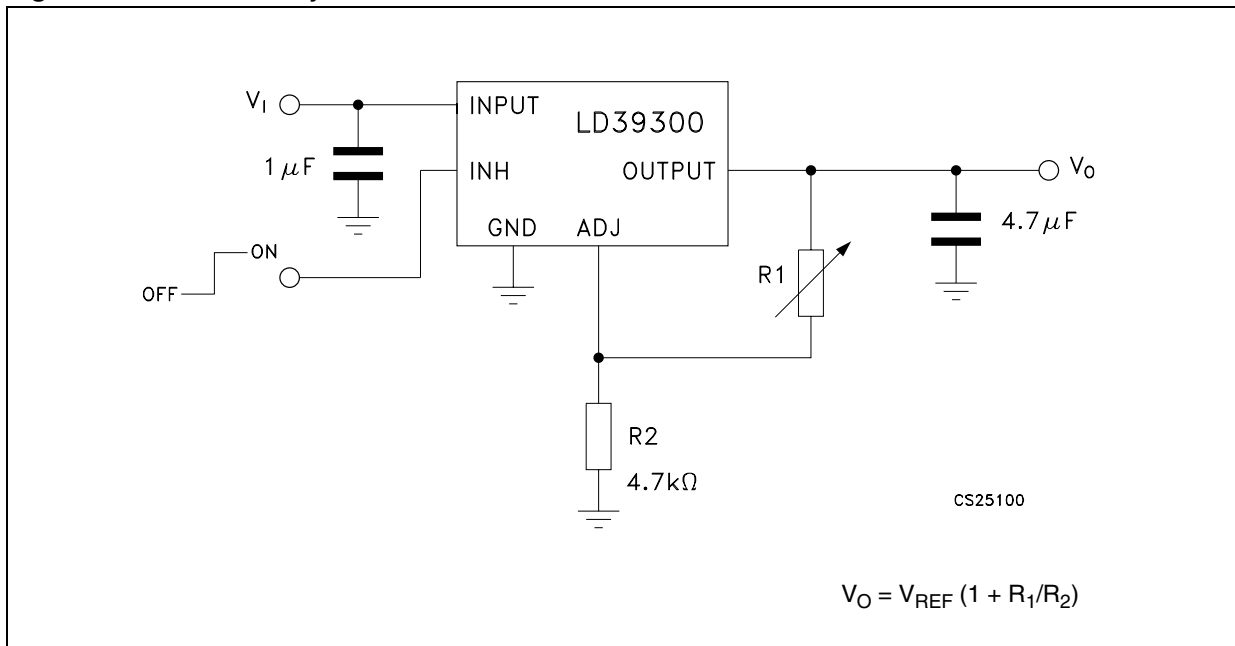 V_I
INPUT
LD39300
1 μF
INH
OUTPUT
V_O
GND
ADJ
4.7μF
ON
OFF
R1
R2
4.7kΩ
CS25100
V_O = V_REF (1 + R_1/R_2)